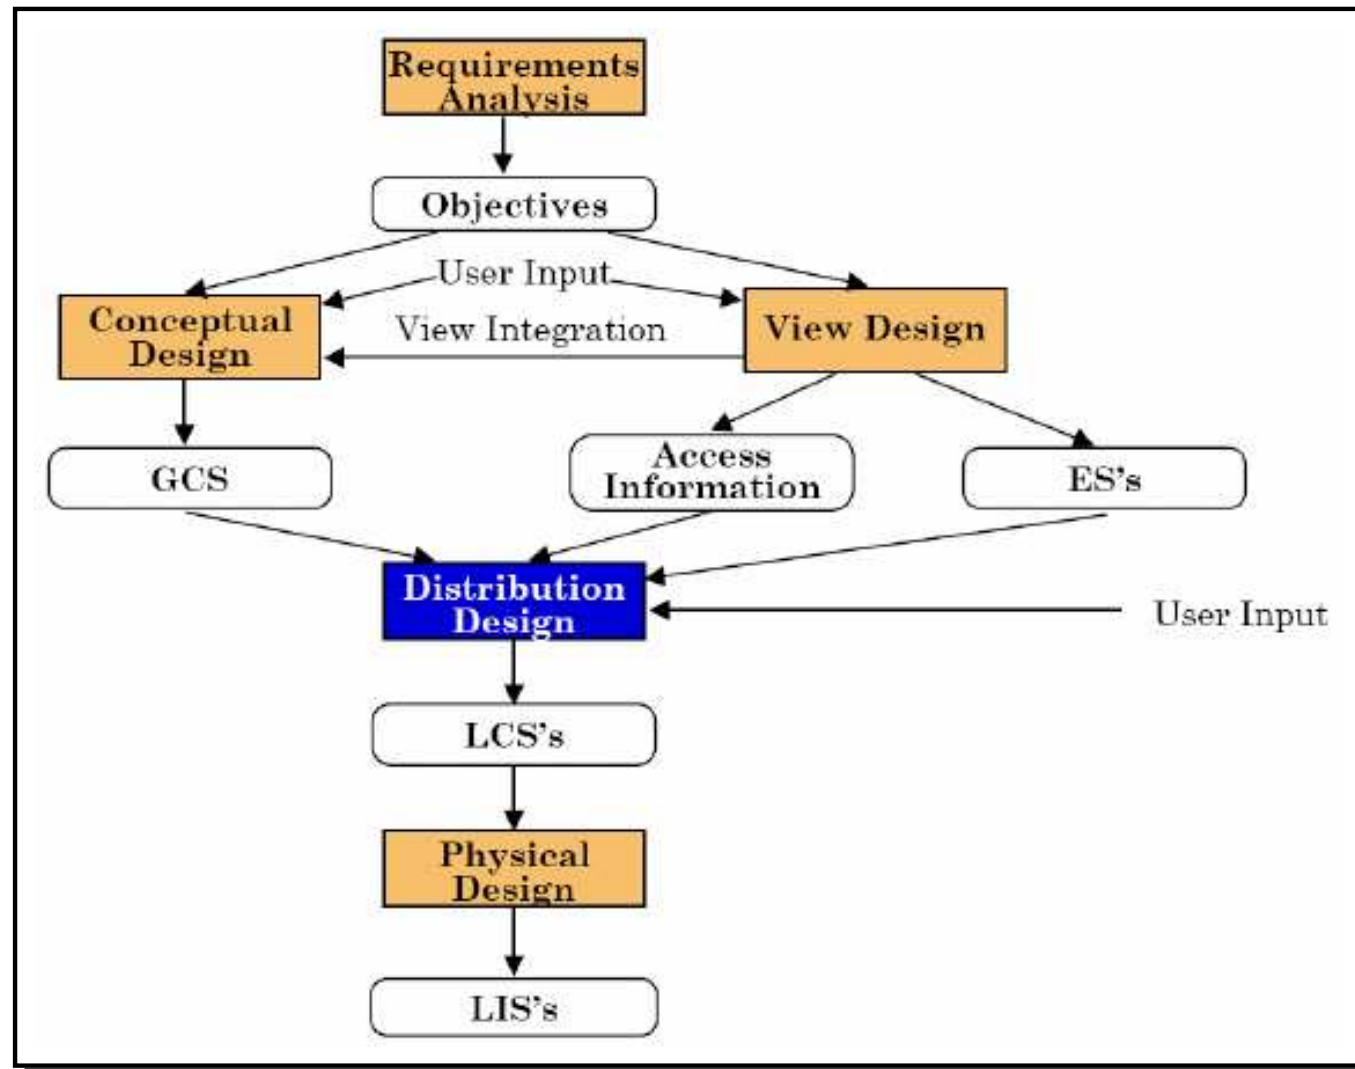 Requirements
Analysis
Objectives
User Input
Conceptual
Design
View Integration
View Design
GCS
Access
Information
ES's
Distribution
Design
User Input
LCS's
Physical
Design
LIS's